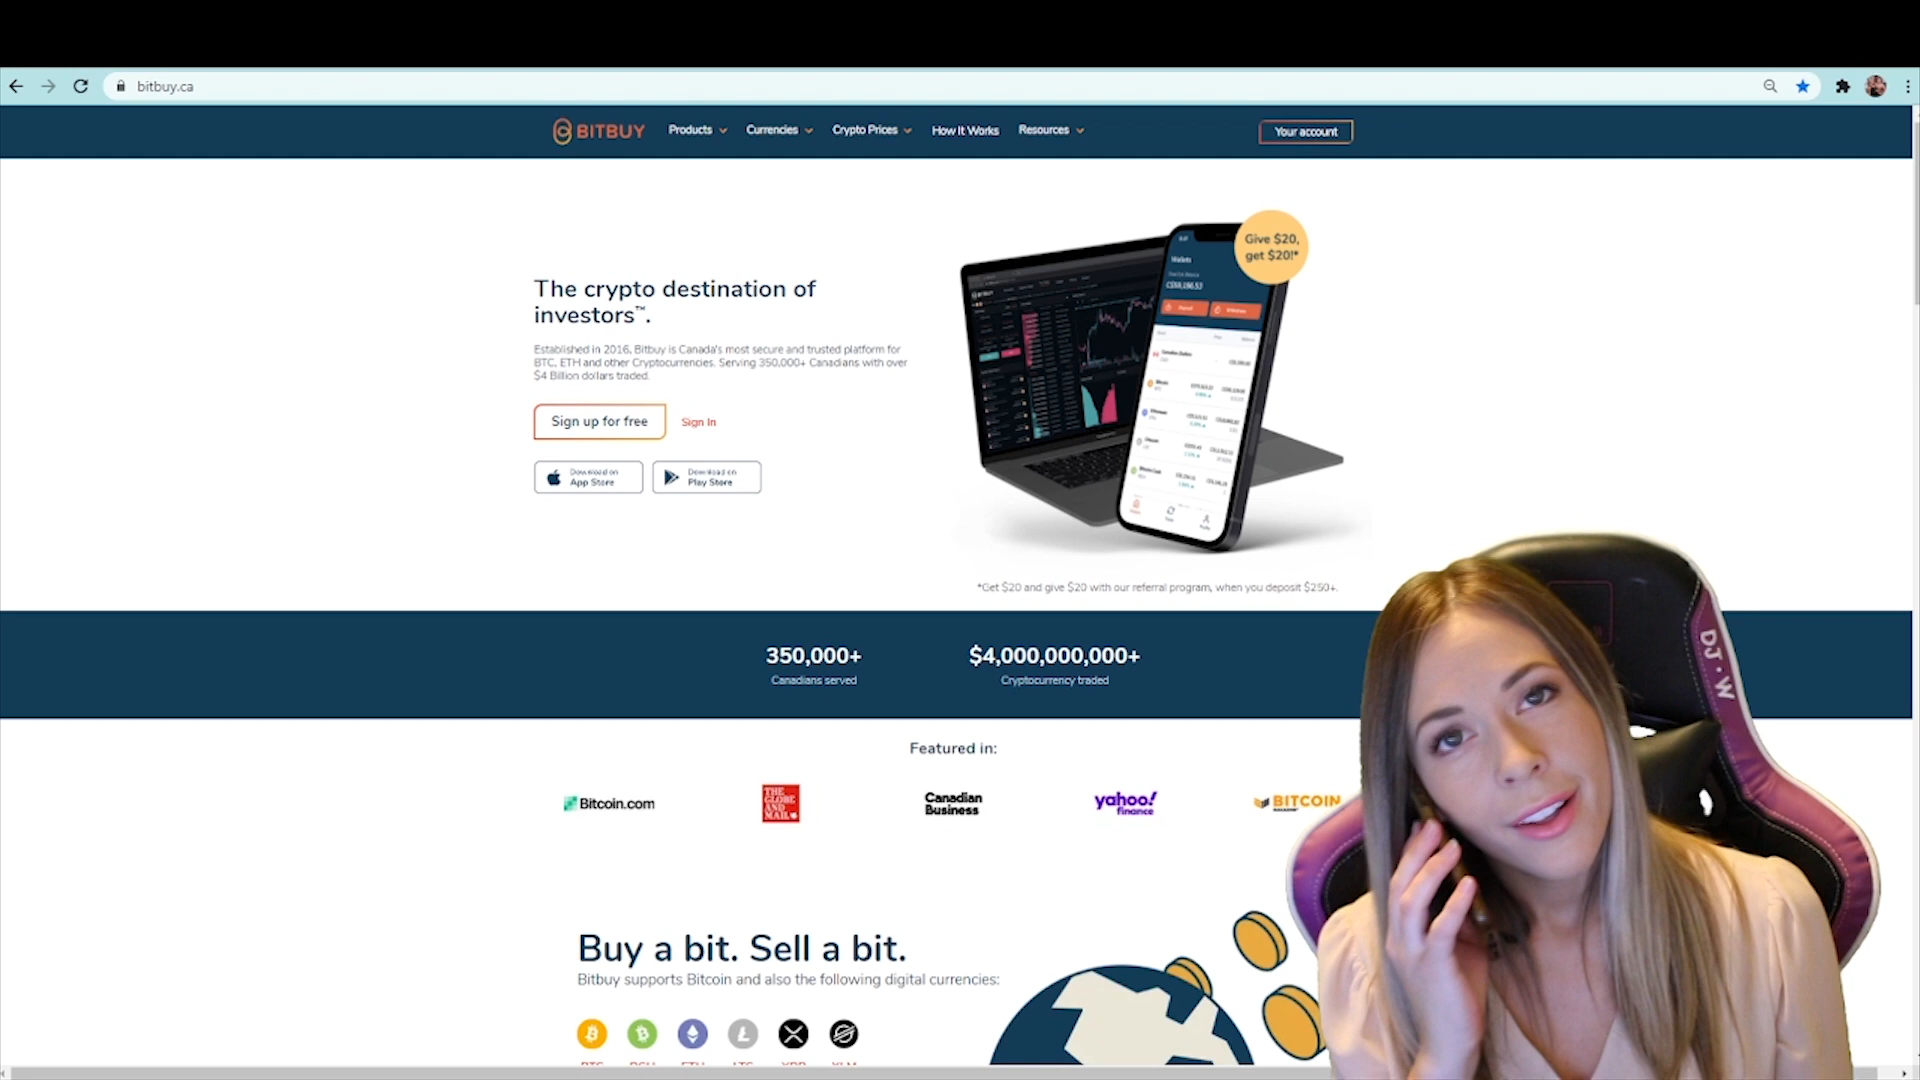 bitbuy.ca
BITBUY Products Currencies Crypto Prices How It Works Resources Your account
Give $20,
get $20!*
The crypto destination of
investors™.
Established in 2016, Bitbuy is Canada's most secure and trusted platform for
BTC, ETH and other Cryptocurrencies. Serving 350,000+ Canadians with over
$4 Billion dollars traded.
Sign up for free Sign In
Download on
App Store
Download on
Play Store
Wallets
*Get $20 and give $20 with our referral program, when you deposit $250+.
350,000+ $4,000,000,000+
Canadians served Cryptocurrency traded
DJ·W
Featured in:
Bitcoin.com
THE
GLOBE
AND
MAIL
Canadian
Business
yahoo!
finance
BITCOIN
MAGAZINE
Buy a bit. Sell a bit.
Bitbuy supports Bitcoin and also the following digital currencies: